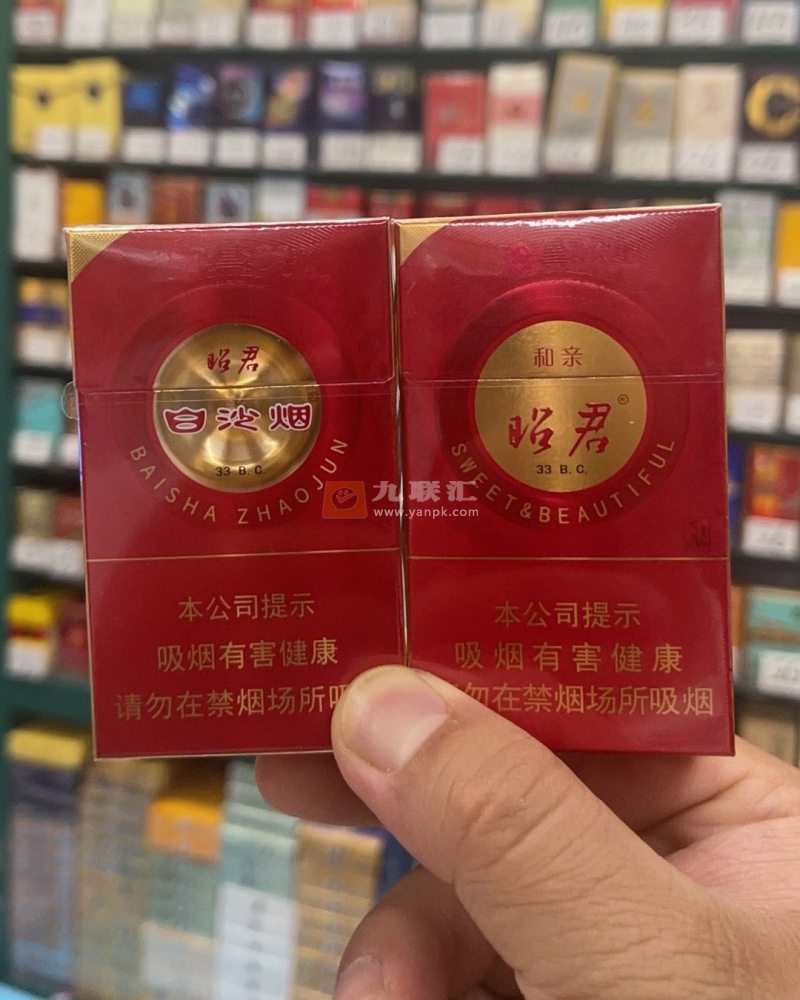 昭君
白沙烟
33 B.C.
BAISHA ZHAOJUN
本公司提示
吸烟有害健康
请勿在禁烟场所吸
和亲
昭君®
33 B.C.
SWEET&BEAUTIFUL
本公司提示
吸烟有害健康
勿在禁烟场所吸烟
九联汇
www.yanpk.com